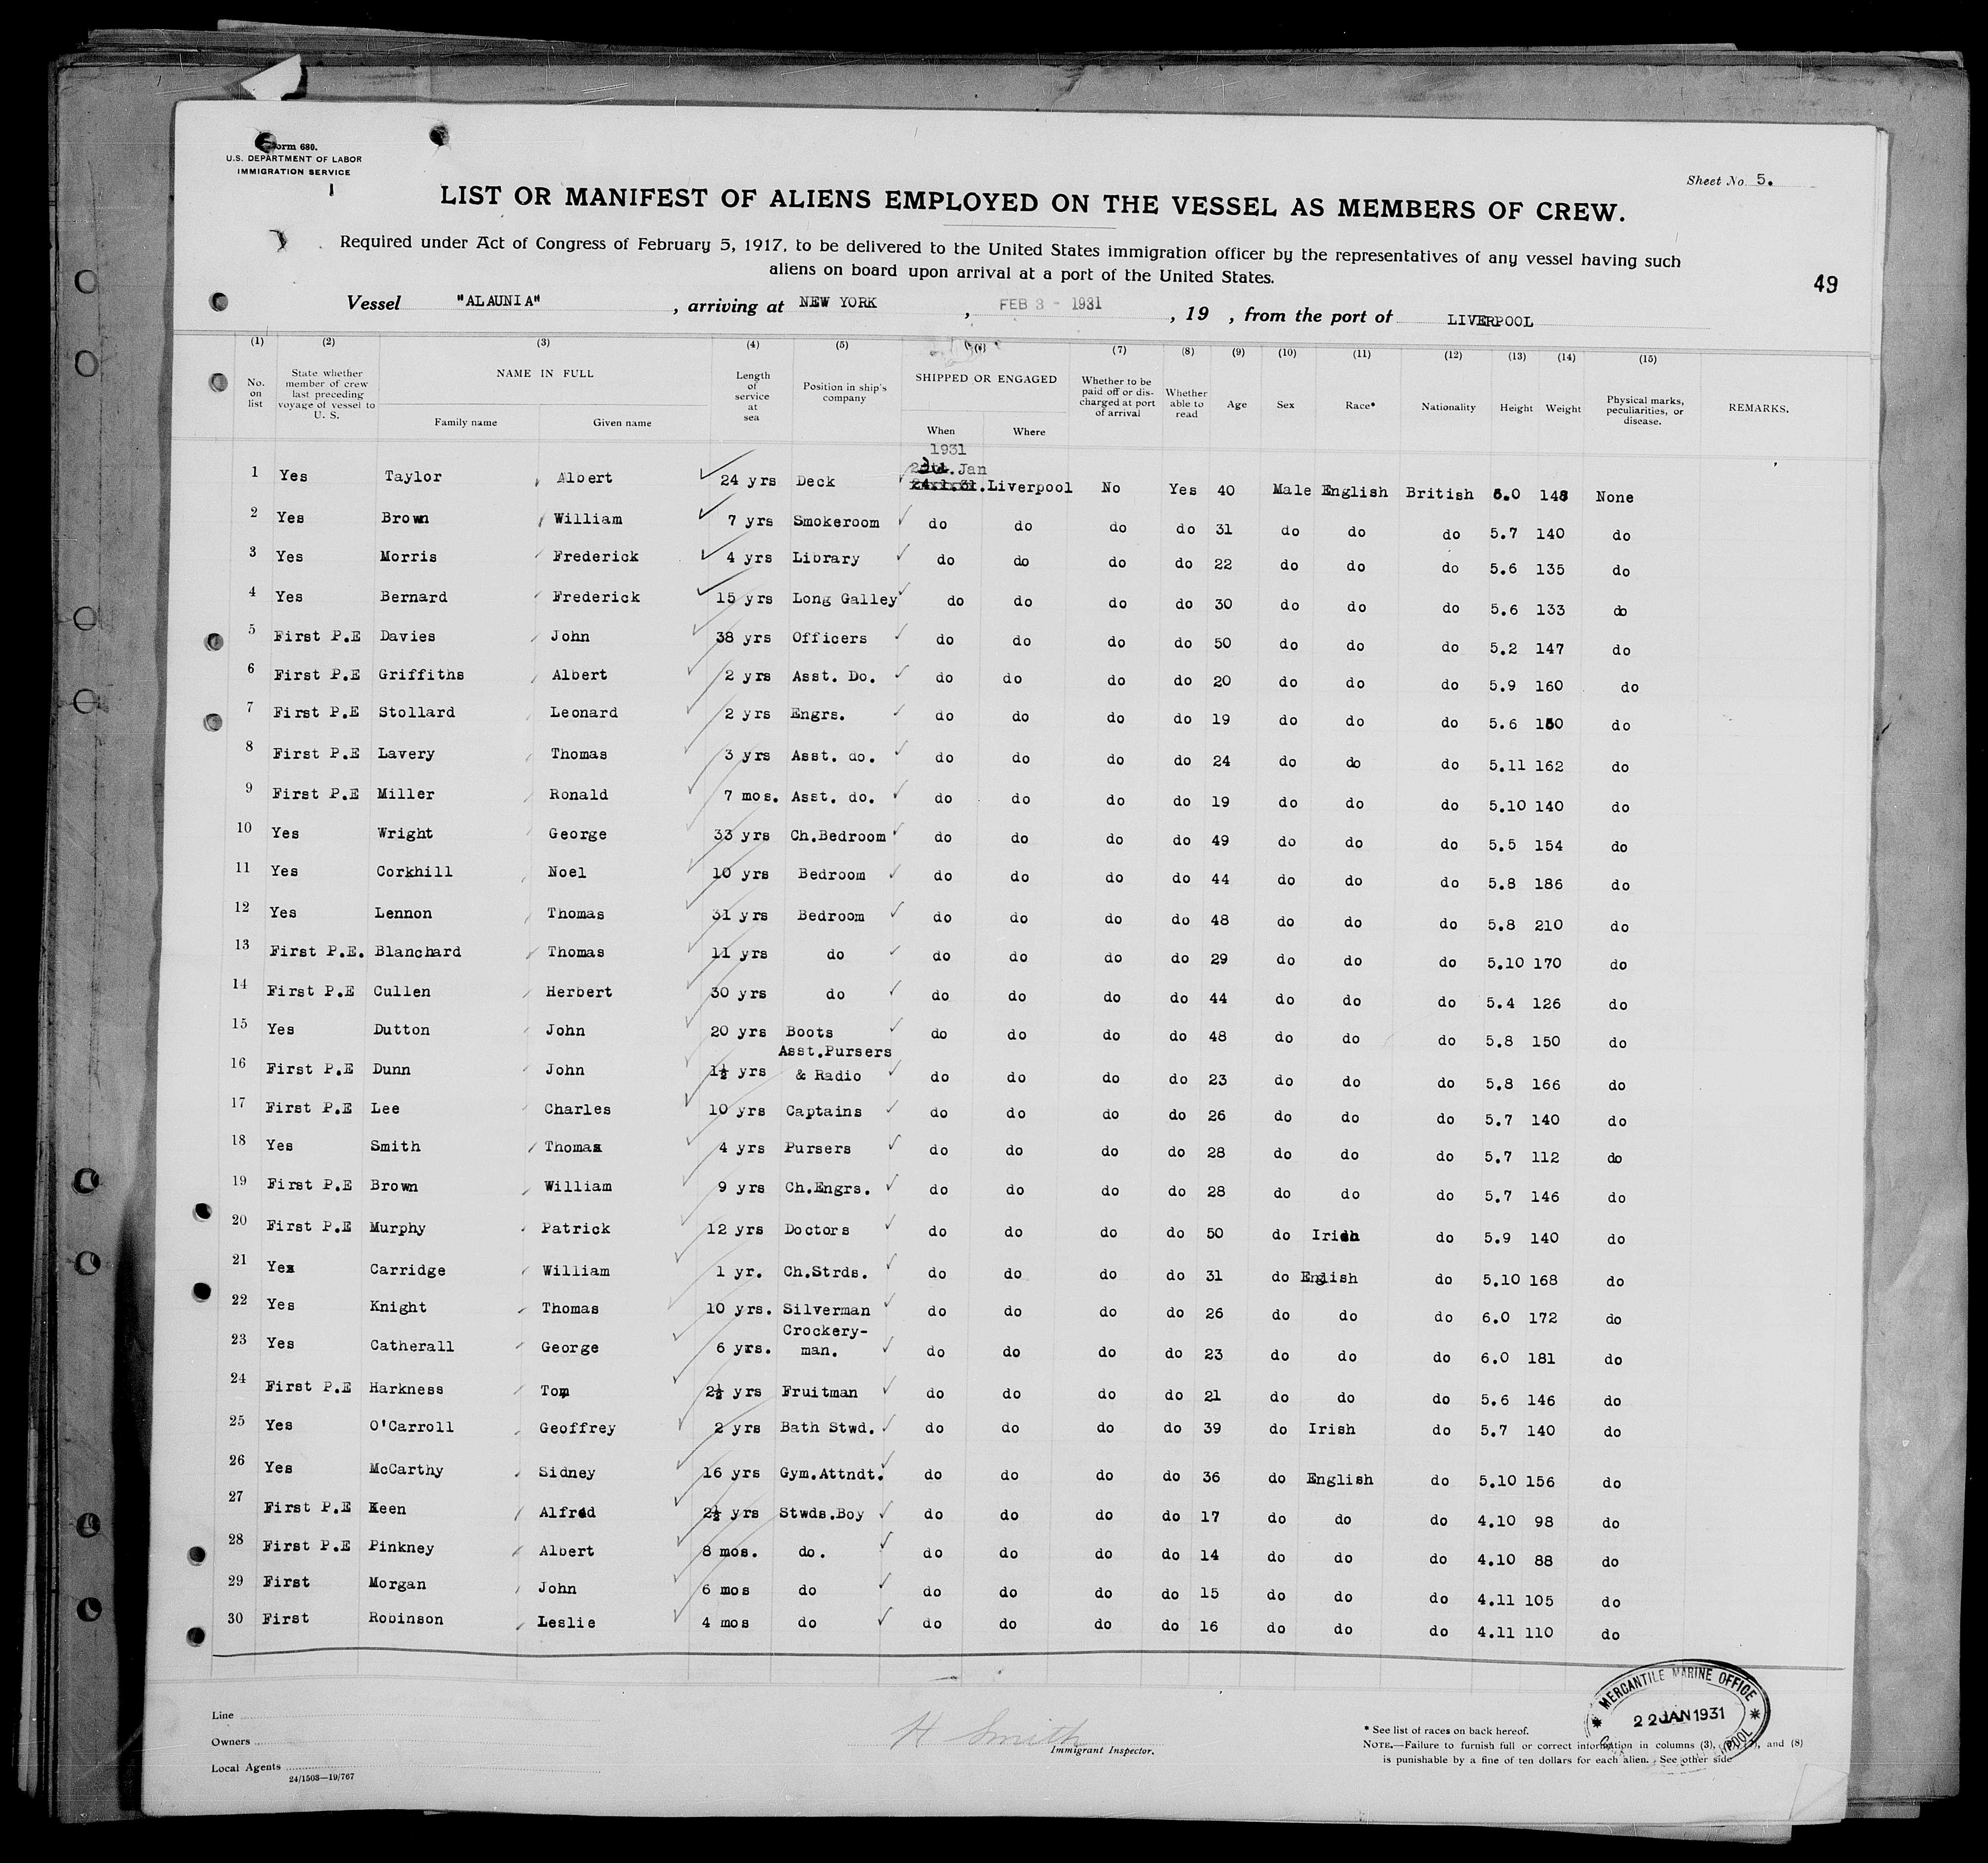 Form 680.
U.S. DEPARTMENT OF LABOR
IMMIGRATION SERVICE
Sheet No. 5.
LIST OR MANIFEST OF ALIENS EMPLOYED ON THE VESSEL AS MEMBERS OF CREW.
Required under Act of Congress of February 5, 1917, to be delivered to the United States immigration officer by the representatives of any vessel having such
aliens on board upon arrival at a port of the United States.
49
Vessel "ALAUNIA" , arriving at NEW YORK , FEB 3 - 1931 , 19 , from the port of LIVERPOOL
(1) (2) (3) (4) (5) (6) (7) (8) (9) (10) (11) (12) (13) (14) (15)
No. on list State whether member of crew last preceding voyage of vessel to U. S. NAME IN FULL Family name Given name Length of service at sea Position in ship's company SHIPPED OR ENGAGED When Where Whether to be paid off or discharged at port of arrival Whether able to read Age Sex Race* Nationality Height Weight Physical marks, peculiarities, or disease. REMARKS.
1931
Jan
1 Yes Taylor Albert 24 yrs Deck 24.1.31. Liverpool No Yes 40 Male English British 6.0 148 None
2 Yes Brown William 7 yrs Smokeroom do do do do 31 do do do 5.7 140 do
3 Yes Morris Frederick 4 yrs Library do do do do 22 do do do 5.6 135 do
4 Yes Bernard Frederick 15 yrs Long Galley do do do do 30 do do do 5.6 133 do
5 First P.E Davies John 38 yrs Officers do do do do 50 do do do 5.2 147 do
6 First P.E Griffiths Albert 2 yrs Asst. Do. do do do do 20 do do do 5.9 160 do
7 First P.E Stollard Leonard 2 yrs Engrs. do do do do 19 do do do 5.6 150 do
8 First P.E Lavery Thomas 3 yrs Asst. do. do do do do 24 do do do 5.11 162 do
9 First P.E Miller Ronald 7 mos. Asst. do. do do do do 19 do do do 5.10 140 do
10 Yes Wright George 33 yrs Ch.Bedroom do do do do 49 do do do 5.5 154 do
11 Yes Corkhill Noel 10 yrs Bedroom do do do do 44 do do do 5.8 186 do
12 Yes Lennon Thomas 31 yrs Bedroom do do do do 48 do do do 5.8 210 do
13 First P.E. Blanchard Thomas 11 yrs do do do do do 29 do do do 5.10 170 do
14 First P.E Cullen Herbert 30 yrs do do do do do 44 do do do 5.4 126 do
15 Yes Dutton John 20 yrs Boots do do do do 48 do do do 5.8 150 do
16 First P.E Dunn John 1½ yrs Asst.Pursers & Radio do do do do 23 do do do 5.8 166 do
17 First P.E Lee Charles 10 yrs Captains do do do do 26 do do do 5.7 140 do
18 Yes Smith Thomas 4 yrs Pursers do do do do 28 do do do 5.7 112 do
19 First P.E Brown William 9 yrs Ch.Engrs. do do do do 28 do do do 5.7 146 do
20 First P.E Murphy Patrick 12 yrs Doctors do do do do 50 do Irish do 5.9 140 do
21 Yes Carridge William 1 yr. Ch.Strds. do do do do 31 do English do 5.10 168 do
22 Yes Knight Thomas 10 yrs. Silverman do do do do 26 do do do 6.0 172 do
23 Yes Catherall George 6 yrs. Crockery-man. do do do do 23 do do do 6.0 181 do
24 First P.E Harkness Tom 2½ yrs Fruitman do do do do 21 do do do 5.6 146 do
25 Yes O'Carroll Geoffrey 2 yrs Bath Stwd. do do do do 39 do Irish do 5.7 140 do
26 Yes McCarthy Sidney 16 yrs Gym.Attndt. do do do do 36 do English do 5.10 156 do
27 First P.E Keen Alfred 2½ yrs Stwds.Boy do do do do 17 do do do 4.10 98 do
28 First P.E Pinkney Albert 8 mos. do. do do do do 14 do do do 4.10 88 do
29 First Morgan John 6 mos do do do do do 15 do do do 4.11 105 do
30 First Robinson Leslie 4 mos do do do do do 16 do do do 4.11 110 do
Line
Owners
Local Agents
24/1503—19/767
H Smith
Immigrant Inspector.
* See list of races on back hereof.
NOTE.—Failure to furnish full or correct information in columns (3), and (8)
is punishable by a fine of ten dollars for each alien. See other side
MERCANTILE MARINE OFFICE
22 JAN 1931